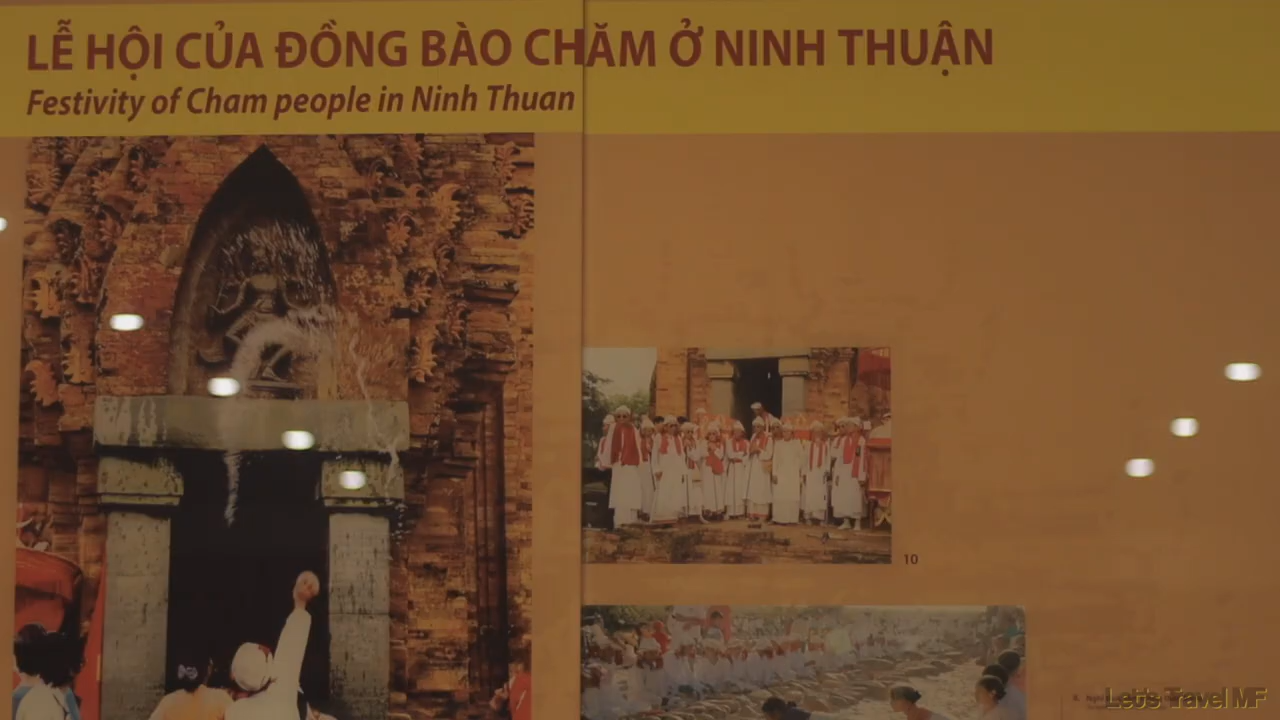 LỄ HỘI CỦA ĐỒNG BÀO CHĂM Ở NINH THUẬN
Festivity of Cham people in Ninh Thuan
10
Let's Travel MF